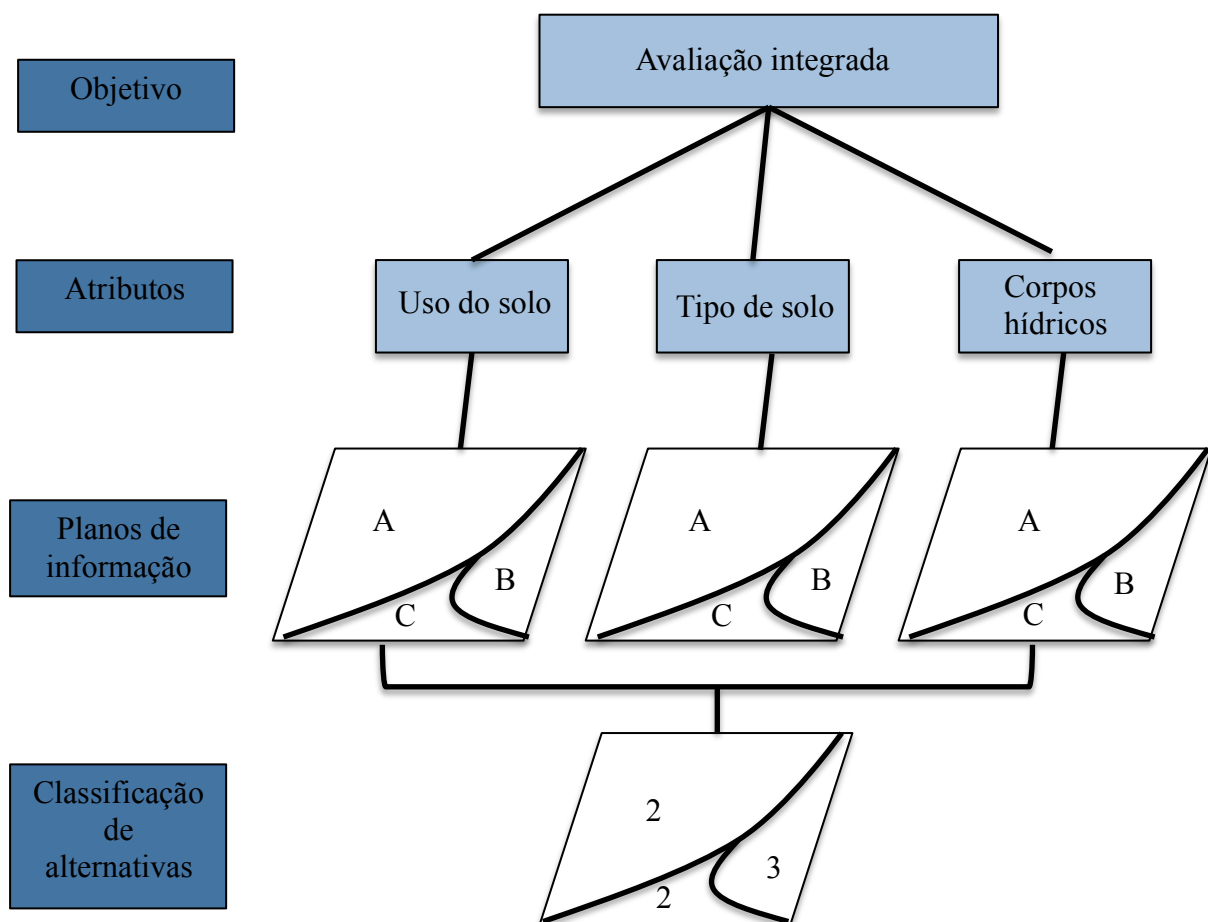 Objetivo
Avaliação integrada
Atributos
Uso do solo
Tipo de solo
Corpos
hídricos
Planos de
informação
A
B
C
A
B
C
A
B
C
Classificação
de
alternativas
2
3
2